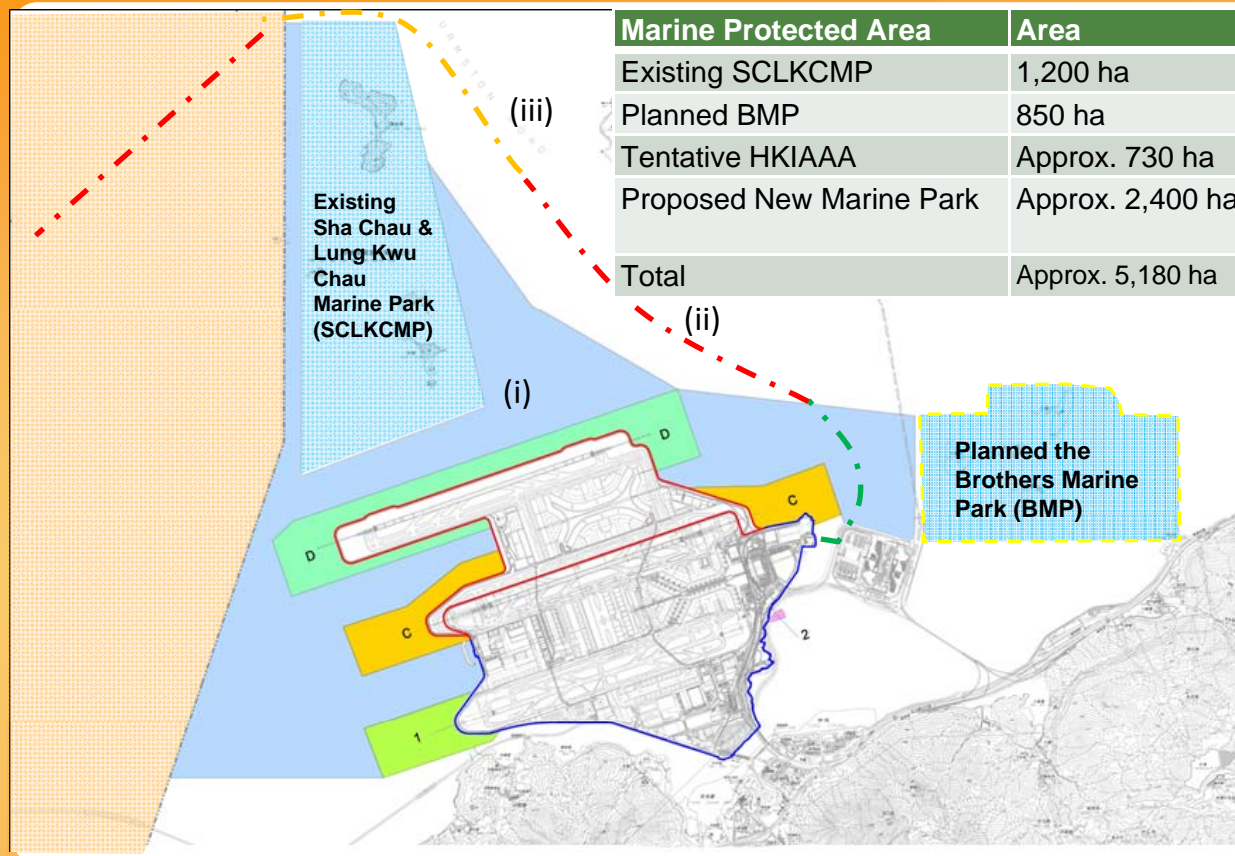 Marine Protected Area Area
Existing SCLKCMP 1,200 ha
Planned BMP 850 ha
Tentative HKIAAA Approx. 730 ha
Proposed New Marine Park Approx. 2,400 ha
Total Approx. 5,180 ha
URMSTON ROAD
(iii)
Existing
Sha Chau &
Lung Kwu
Chau
Marine Park
(SCLKCMP)
(ii)
(i)
Planned the
Brothers Marine
Park (BMP)
D
D
C
C
2
1